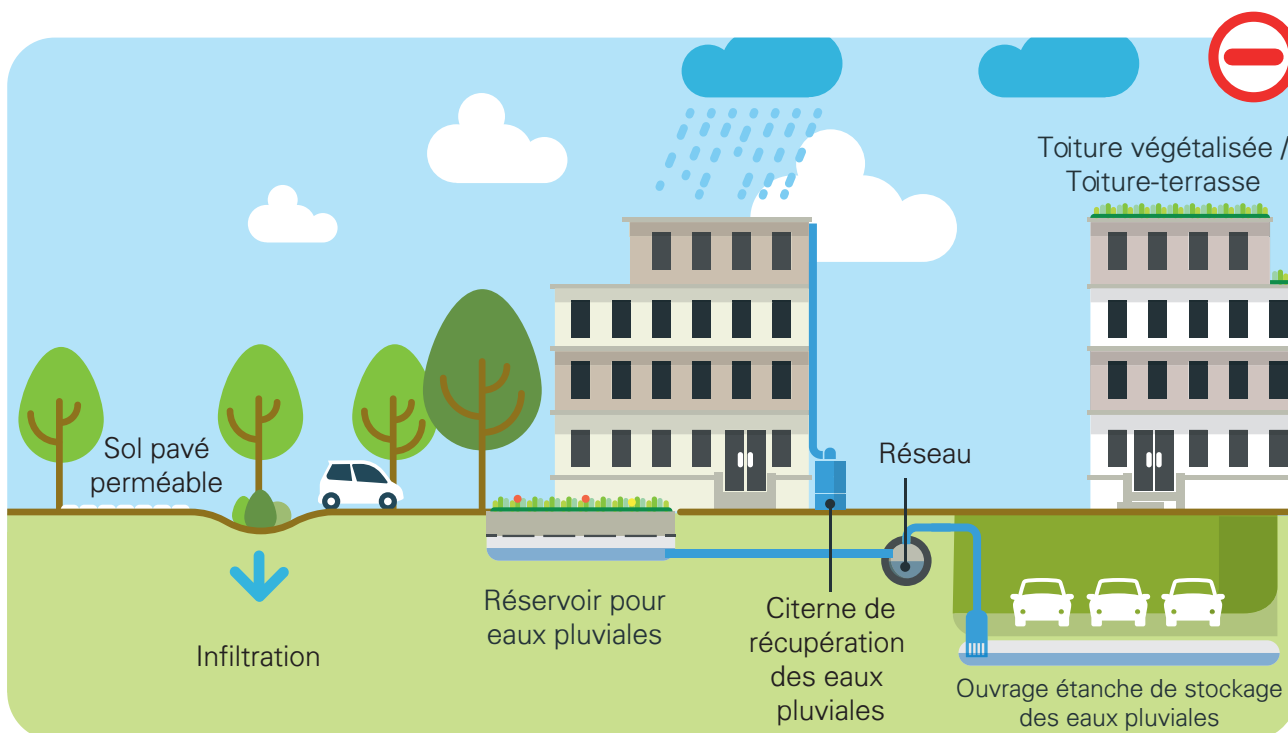 Toiture végétalisée /
Toiture-terrasse
Sol pavé
perméable
Réseau
Réservoir pour
eaux pluviales
Citerne de
récupération
des eaux
pluviales
Infiltration
Ouvrage étanche de stockage
des eaux pluviales